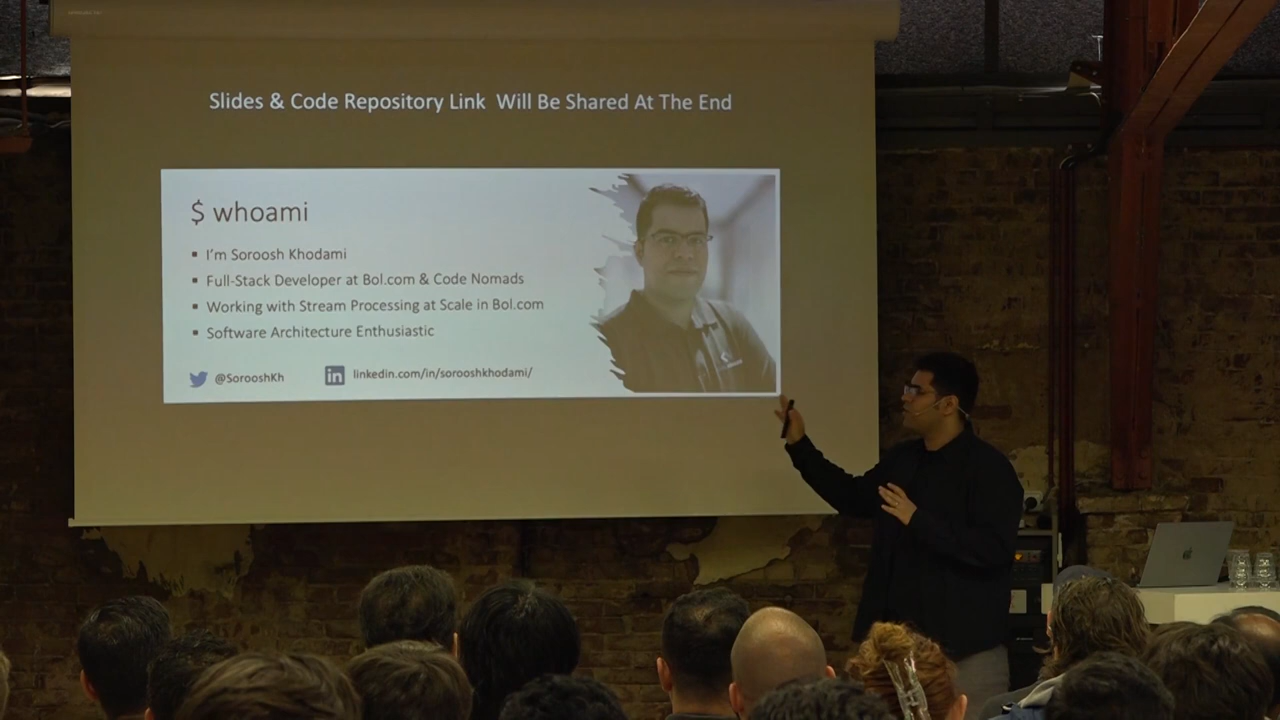 Slides & Code Repository Link Will Be Shared At The End
$ whoami
▪ I'm Soroosh Khodami
▪ Full-Stack Developer at Bol.com & Code Nomads
▪ Working with Stream Processing at Scale in Bol.com
▪ Software Architecture Enthusiastic
@SorooshKh
in linkedin.com/in/sorooshkhodami/